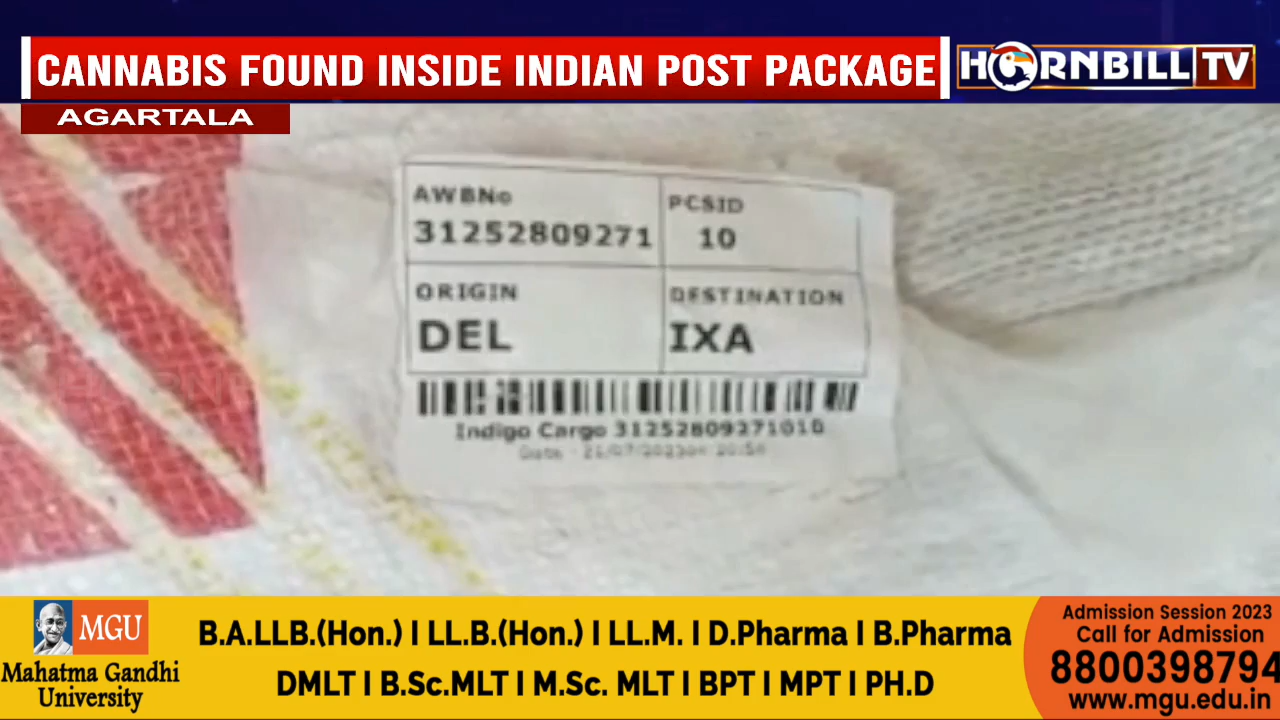 CANNABIS FOUND INSIDE INDIAN POST PACKAGE
HORNBILL TV
AGARTALA
AWBNo
31252809271
PCSID
10
ORIGIN
DEL
DESTINATION
IXA
Indigo Cargo 31252809271010
MGU
Mahatma Gandhi
University
B.A.LLB.(Hon.) I LL.B.(Hon.) I LL.M. I D.Pharma I B.Pharma
DMLT I B.Sc.MLT I M.Sc. MLT I BPT I MPT I PH.D
Admission Session 2023
Call for Admission
8800398794
www.mgu.edu.in